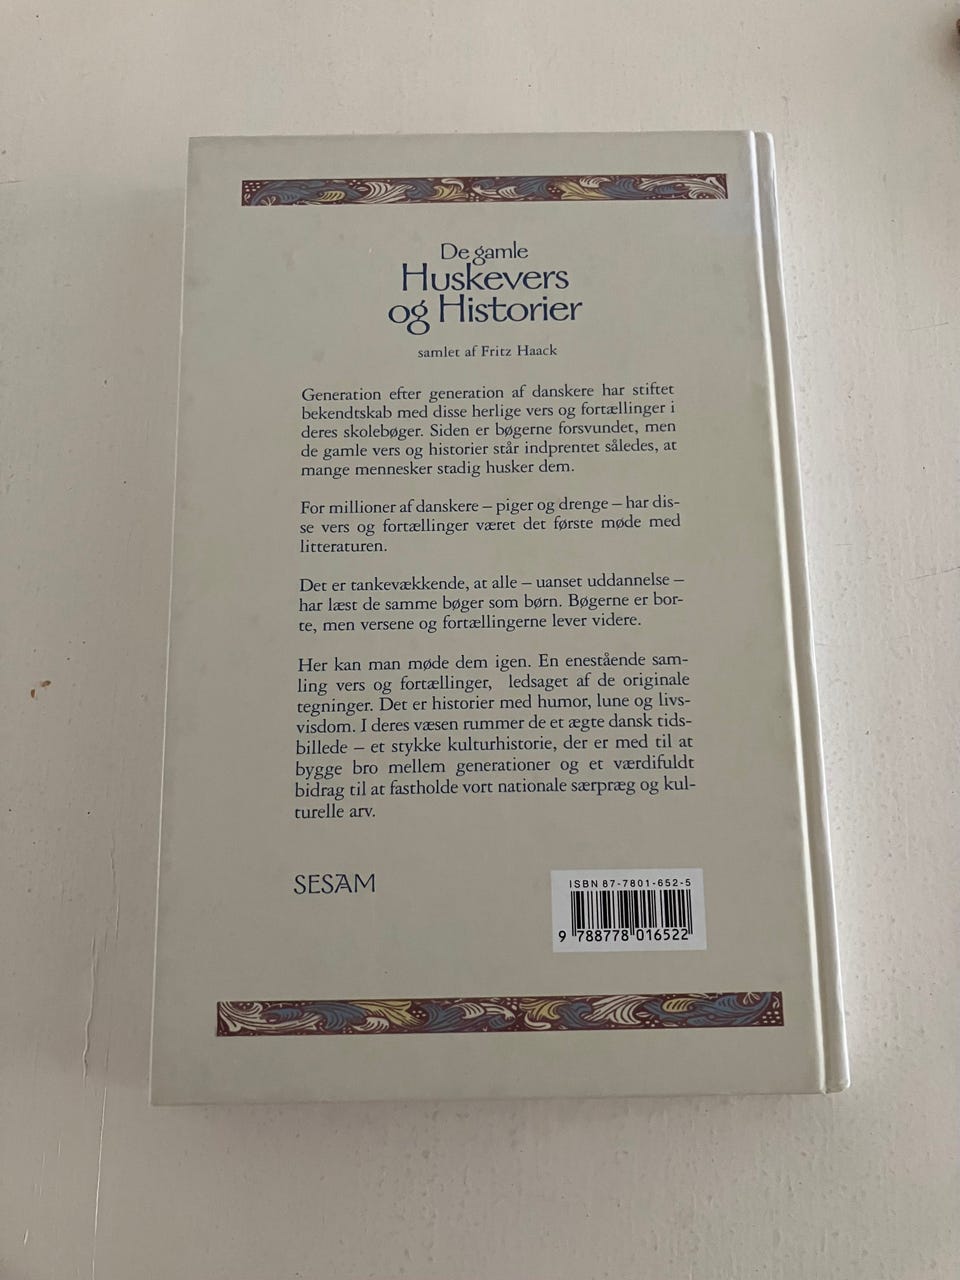 De gamle
Huskevers
og Historier
samlet af Fritz Haack
Generation efter generation af danskere har stiftet
bekendtskab med disse herlige vers og fortællinger i
deres skolebøger. Siden er bøgerne forsvundet, men
de gamle vers og historier står indprentet således, at
mange mennesker stadig husker dem.
For millioner af danskere – piger og drenge – har dis-
se vers og fortællinger været det første møde med
litteraturen.
Det er tankevækkende, at alle – uanset uddannelse –
har læst de samme bøger som børn. Bøgerne er bor-
te, men versene og fortællingerne lever videre.
Her kan man møde dem igen. En enestående sam-
ling vers og fortællinger, ledsaget af de originale
tegninger. Det er historier med humor, lune og livs-
visdom. I deres væsen rummer de et ægte dansk tids-
billede – et stykke kulturhistorie, der er med til at
bygge bro mellem generationer og et værdifuldt
bidrag til at fastholde vort nationale særpræg og kul-
turelle arv.
SESAM
ISBN 87-7801-652-5
9 788778 016522